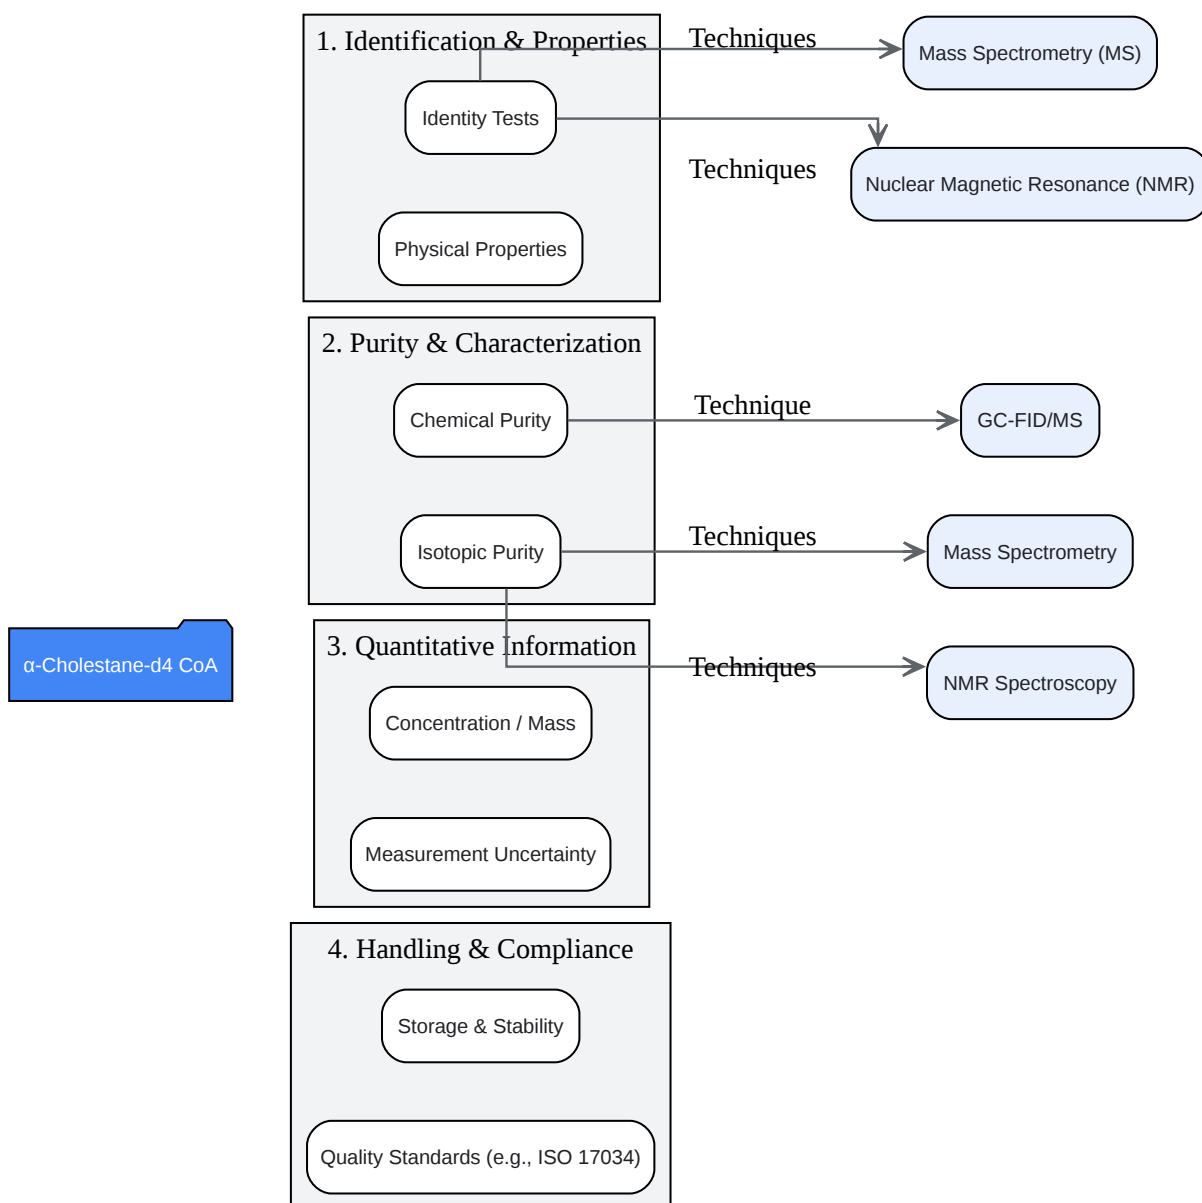 1. Identification & Properties
Techniques
Mass Spectrometry (MS)
Identity Tests
Techniques
Nuclear Magnetic Resonance (NMR)
Physical Properties
2. Purity & Characterization
Chemical Purity
Technique
GC-FID/MS
Isotopic Purity
Techniques
Mass Spectrometry
α-Cholestane-d4 CoA
3. Quantitative Information
Techniques
NMR Spectroscopy
Concentration / Mass
Measurement Uncertainty
4. Handling & Compliance
Storage & Stability
Quality Standards (e.g., ISO 17034)